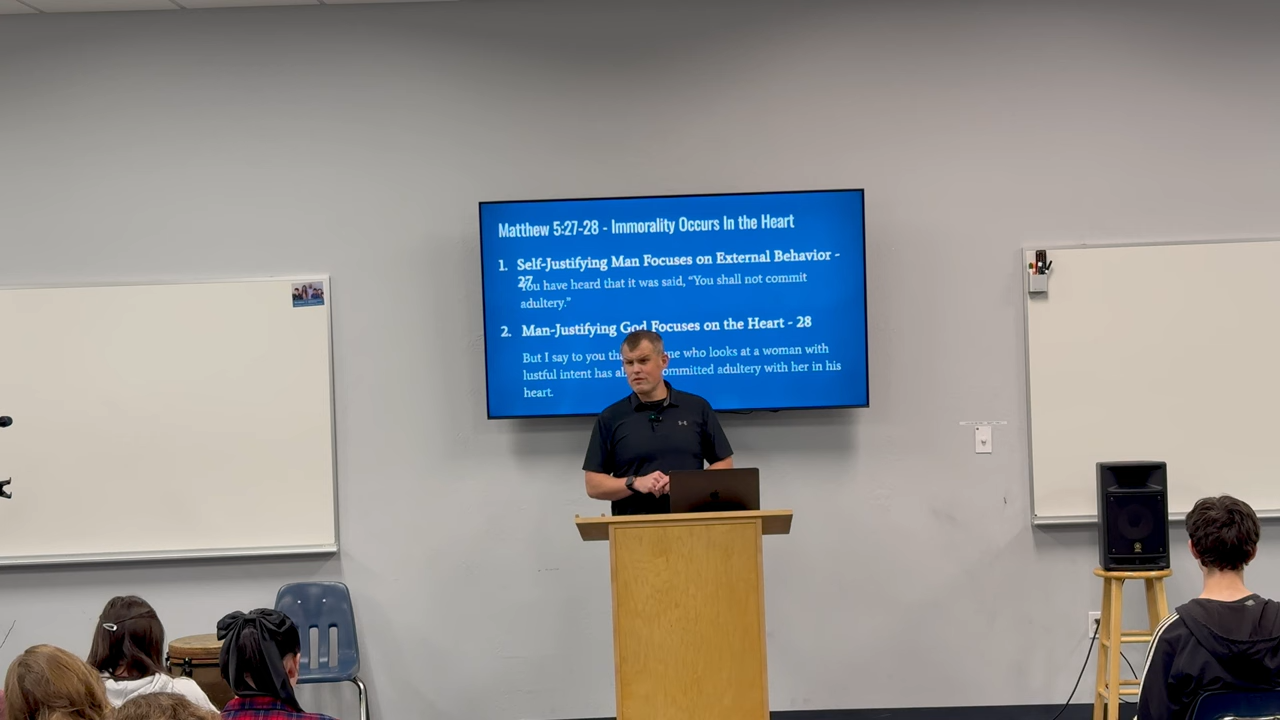 Matthew 5:27-28 - Immorality Occurs In the Heart
1. Self-Justifying Man Focuses on External Behavior -
27
You have heard that it was said, “You shall not commit
adultery.”
2. Man-Justifying God Focuses on the Heart - 28
But I say to you who looks at a woman with
lustful intent has committed adultery with her in his
heart.